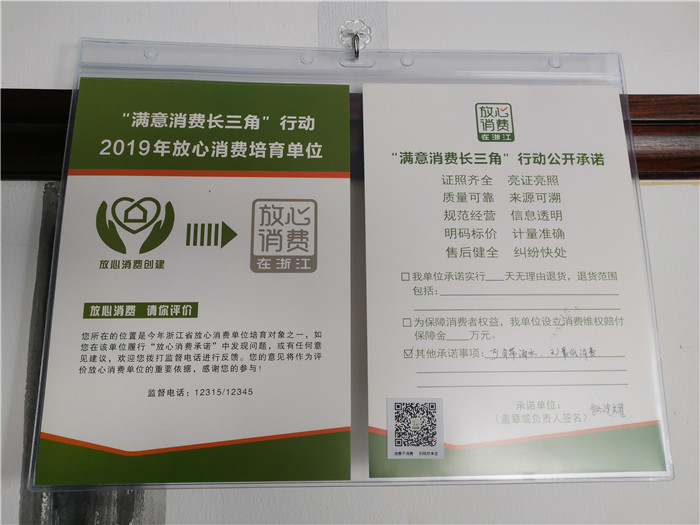 “满意消费长三角”行动
2019年放心消费培育单位
放心消费创建
放心
消费
在浙江
放心消费 请你评价
您所在的位置是今年浙江省放心消费单位培育对象之一，如
您在该单位履行“放心消费承诺”中发现问题，或有任何意
见建议，欢迎您拨打监督电话进行反馈。您的意见将作为评
价放心消费单位的重要依据，感谢您的参与！
监督电话：12315/12345
放心
消费
在浙江
“满意消费长三角”行动公开承诺
证照齐全 亮证亮照
质量可靠 来源可溯
规范经营 信息透明
明码标价 计量准确
售后健全 纠纷快处
□我单位承诺实行___天无理由退货，退货范围
包括：
□为保障消费者权益，我单位设立消费维权赔付
保障金___万元。
☑其他承诺事项：
最低消费
承诺单位：
（盖章或负责人签名）